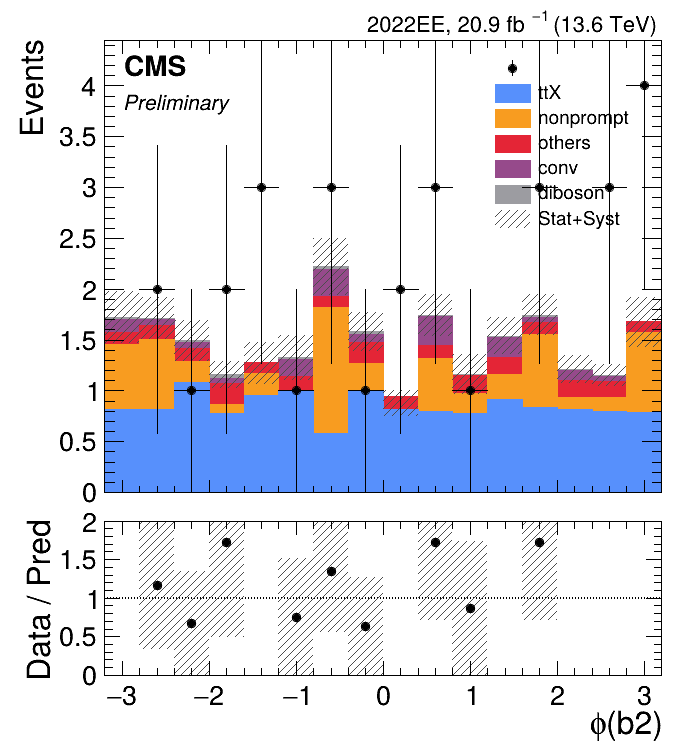 2022EE, 20.9 fb⁻¹ (13.6 TeV)
CMS
Preliminary
ttX
nonprompt
others
conv
diboson
Stat+Syst
Events
4
3.5
3
2.5
2
1.5
1
0.5
0
Data / Pred
2
1.5
1
0.5
0
−3 −2 −1 0 1 2 3
ϕ(b2)